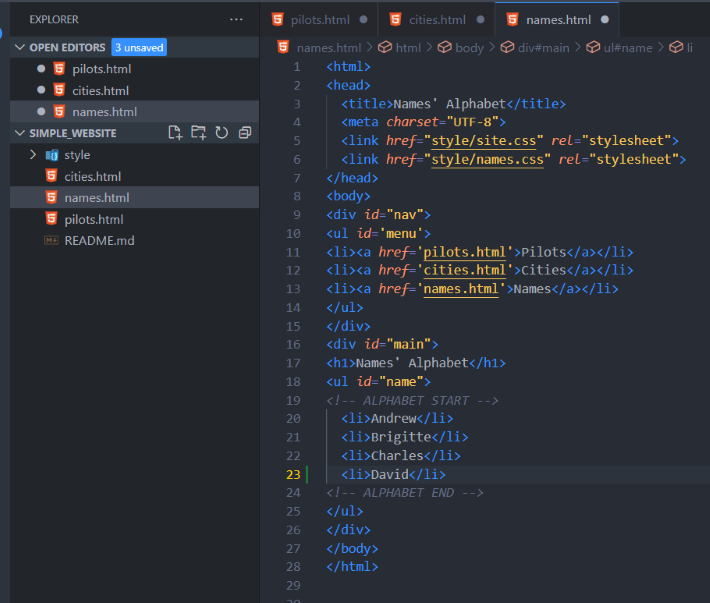 EXPLORER
···
OPEN EDITORS 3 unsaved
pilots.html
cities.html
names.html
SIMPLE_WEBSITE
style
cities.html
names.html
pilots.html
README.md
pilots.html cities.html names.html
names.html > html > body > div#main > ul#name > li
1 <html>
2 <head>
3 <title>Names' Alphabet</title>
4 <meta charset="UTF-8">
5 <link href="style/site.css" rel="stylesheet">
6 <link href="style/names.css" rel="stylesheet">
7 </head>
8 <body>
9 <div id="nav">
10 <ul id='menu'>
11 <li><a href='pilots.html'>Pilots</a></li>
12 <li><a href='cities.html'>Cities</a></li>
13 <li><a href='names.html'>Names</a></li>
14 </ul>
15 </div>
16 <div id="main">
17 <h1>Names' Alphabet</h1>
18 <ul id="name">
19 <!-- ALPHABET START -->
20 <li>Andrew</li>
21 <li>Brigitte</li>
22 <li>Charles</li>
23 <li>David</li>
24 <!-- ALPHABET END -->
25 </ul>
26 </div>
27 </body>
28 </html>
29